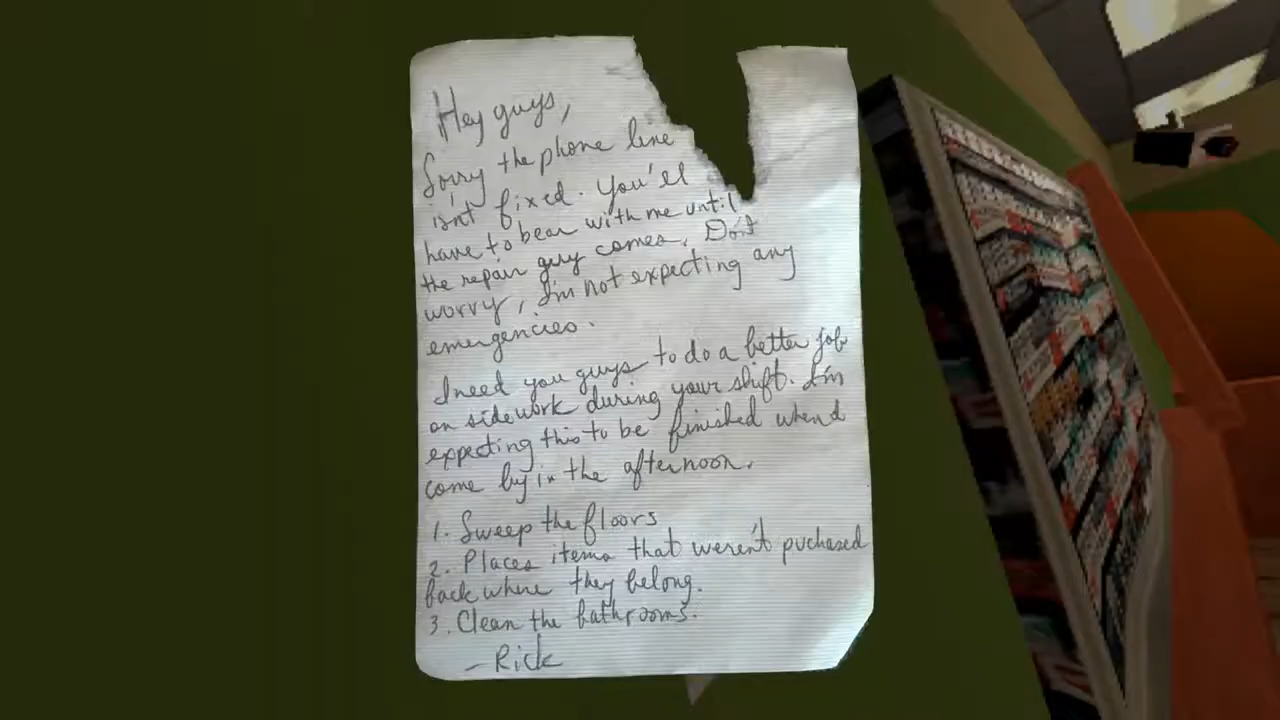 Hey guys,
Sorry the phone line
isn't fixed. You'll
have to bear with me until
the repair guy comes. Don't
worry, I'm not expecting any
emergencies.
I need you guys to do a better job
on sidework during your shift. I'm
expecting this to be finished when I
come by in the afternoon.
1. Sweep the floors
2. Places items that weren't puchased
back where they belong.
3. Clean the bathrooms.
- Rick